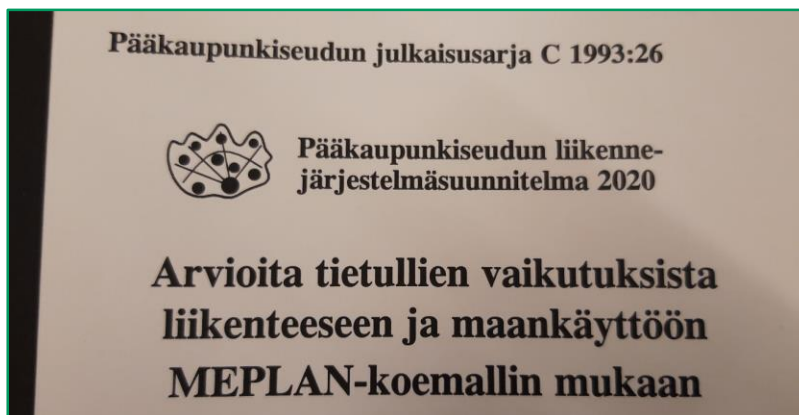 Pääkaupunkiseudun julkaisusarja C 1993:26
Pääkaupunkiseudun liikenne-
järjestelmäsuunnitelma 2020
Arvioita tietullien vaikutuksista
liikenteeseen ja maankäyttöön
MEPLAN-koemallin mukaan